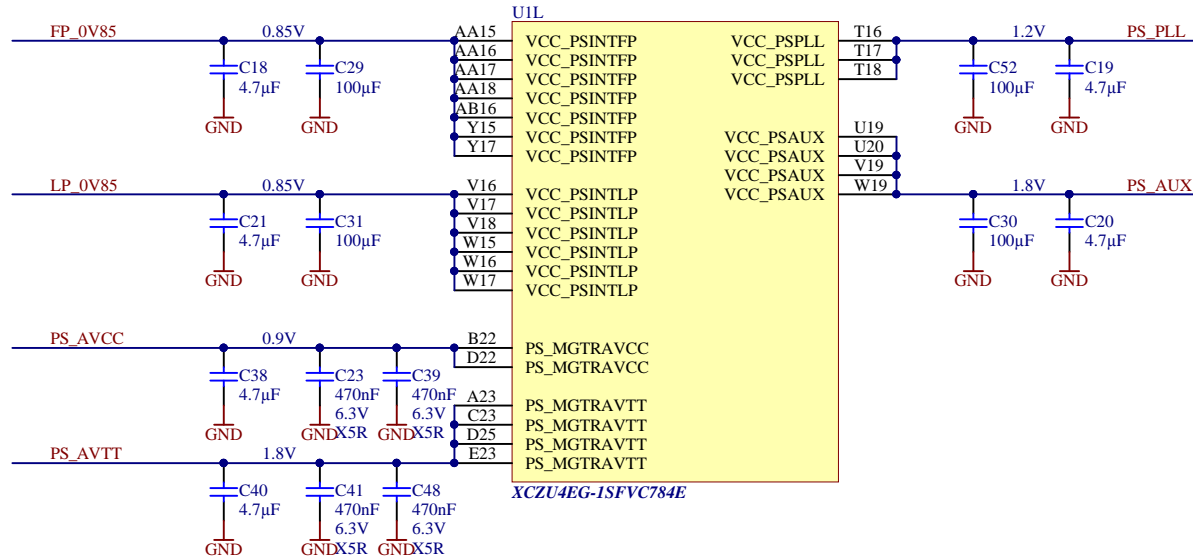 U1L
FP_0V85 0.85V AA15 VCC_PSINTFP VCC_PSPLL T16 1.2V PS_PLL
AA16 VCC_PSINTFP VCC_PSPLL T17
C18 C29 AA17 VCC_PSINTFP VCC_PSPLL T18 C52 C19
4.7µF 100µF AA18 VCC_PSINTFP 100µF 4.7µF
AB16 VCC_PSINTFP
GND GND Y15 VCC_PSINTFP VCC_PSAUX U19 GND GND
Y17 VCC_PSINTFP VCC_PSAUX U20
VCC_PSAUX V19
LP_0V85 0.85V V16 VCC_PSINTLP VCC_PSAUX W19 1.8V PS_AUX
V17 VCC_PSINTLP
C21 C31 V18 VCC_PSINTLP C30 C20
4.7µF 100µF W15 VCC_PSINTLP 100µF 4.7µF
W16 VCC_PSINTLP
GND GND W17 VCC_PSINTLP GND GND
PS_AVCC 0.9V B22 PS_MGTRAVCC
D22 PS_MGTRAVCC
C38 C23 C39
4.7µF 470nF 470nF
A23 PS_MGTRAVTT
6.3V 6.3V
C23 PS_MGTRAVTT
GND GND X5R GND X5R
D25 PS_MGTRAVTT
PS_AVTT 1.8V E23 PS_MGTRAVTT
C40 C41 C48 XCZU4EG-1SFVC784E
4.7µF 470nF 470nF
6.3V 6.3V
GND GND X5R GND X5R